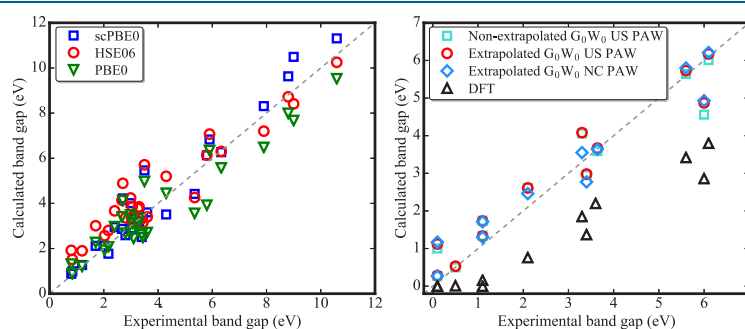 12
10
8
6
4
2
0
Calculated band gap (eV)
scPBE0
HSE06
PBE0
0 2 4 6 8 10 12
Experimental band gap (eV)
7
6
5
4
3
2
1
0
Calculated band gap (eV)
Non-extrapolated G₀W₀ US PAW
Extrapolated G₀W₀ US PAW
Extrapolated G₀W₀ NC PAW
DFT
0 1 2 3 4 5 6 7
Experimental band gap (eV)